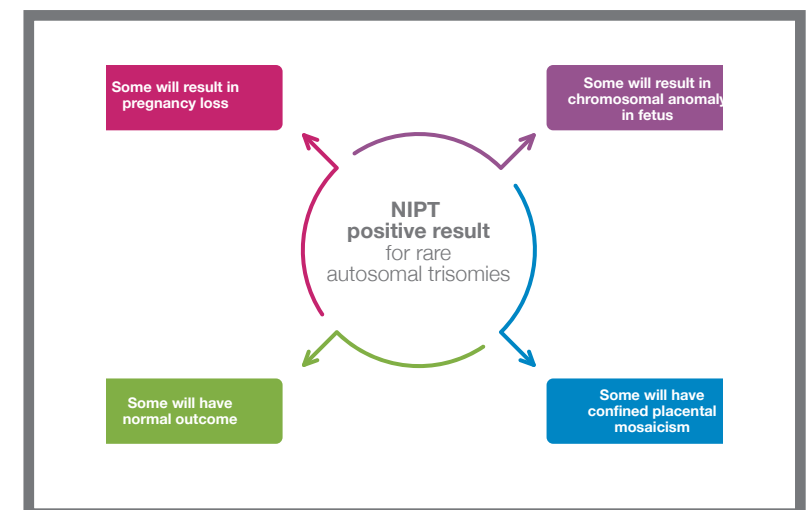 Some will result in
pregnancy loss
Some will result in
chromosomal anomaly
in fetus
NIPT
positive result
for rare
autosomal trisomies
Some will have
normal outcome
Some will have
confined placental
mosaicism